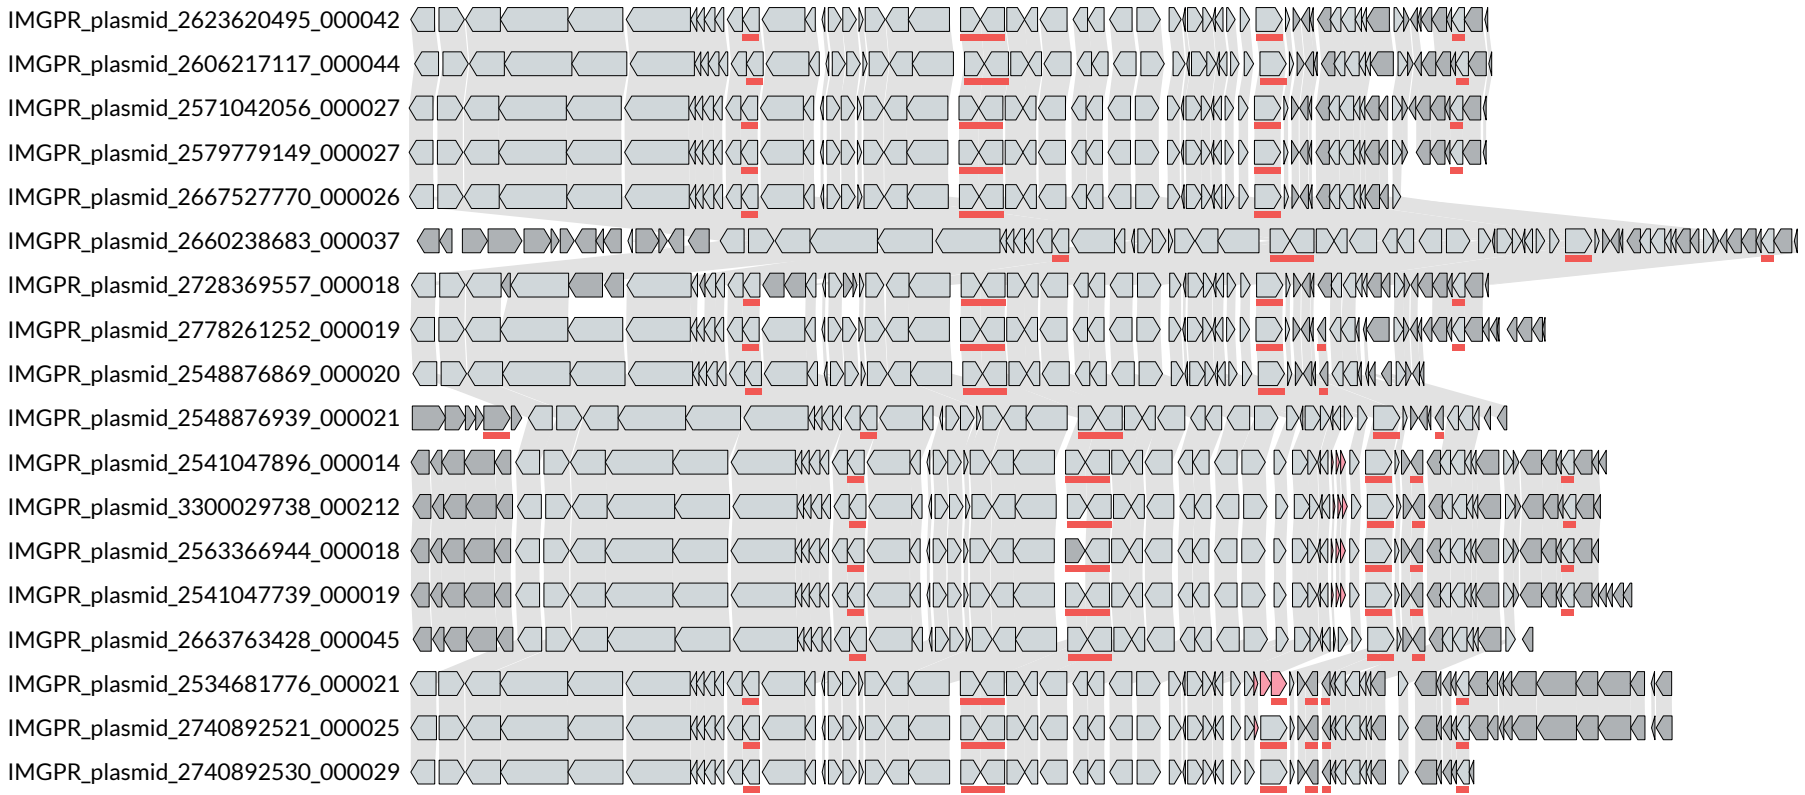 IMGPR_plasmid_2623620495_000042
IMGPR_plasmid_2606217117_000044
IMGPR_plasmid_2571042056_000027
IMGPR_plasmid_2579779149_000027
IMGPR_plasmid_2667527770_000026
IMGPR_plasmid_2660238683_000037
IMGPR_plasmid_2728369557_000018
IMGPR_plasmid_2778261252_000019
IMGPR_plasmid_2548876869_000020
IMGPR_plasmid_2548876939_000021
IMGPR_plasmid_2541047896_000014
IMGPR_plasmid_3300029738_000212
IMGPR_plasmid_2563366944_000018
IMGPR_plasmid_2541047739_000019
IMGPR_plasmid_2663763428_000045
IMGPR_plasmid_2534681776_000021
IMGPR_plasmid_2740892521_000025
IMGPR_plasmid_2740892530_000029